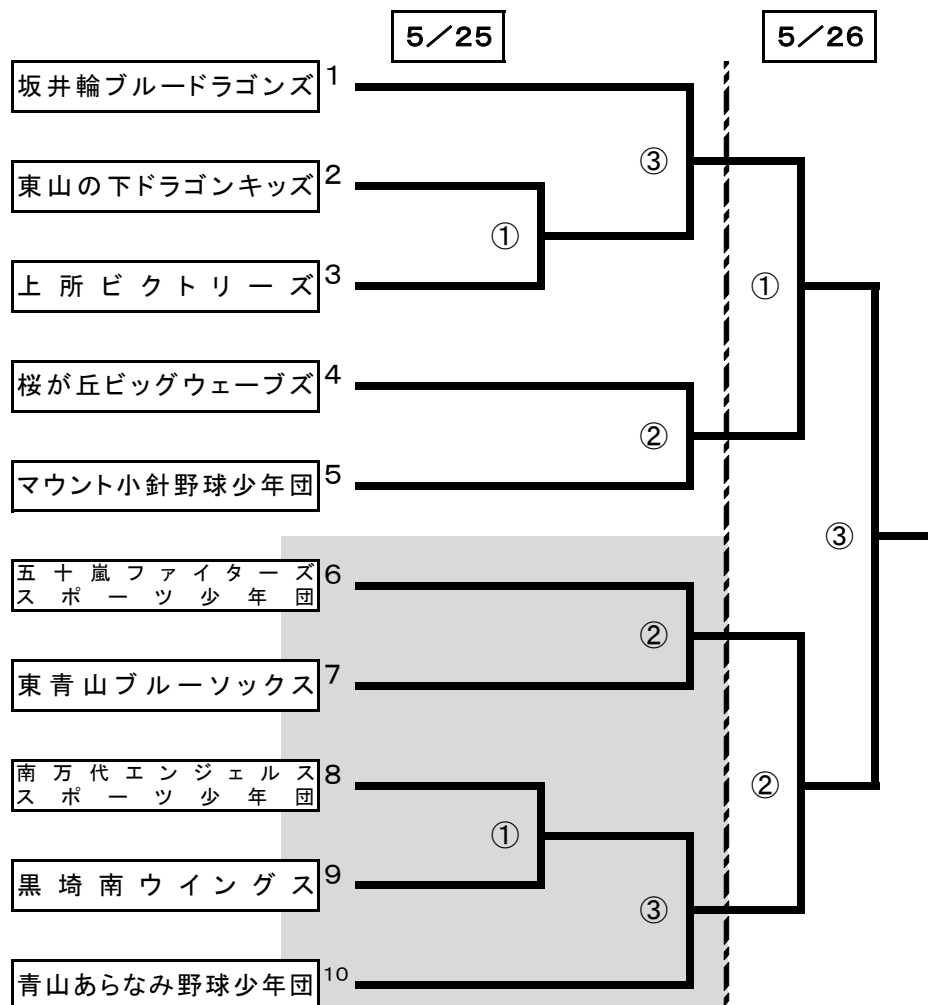 5／25
5／26
坂井輪ブルードラゴンズ 1
③
東山の下ドラゴンキッズ 2
①
上所ビクトリーズ 3
①
桜が丘ビッグウェーブズ 4
②
マウント小針野球少年団 5
③
五十嵐ファイターズ
スポーツ少年団 6
②
東青山ブルーソックス 7
南万代エンジェルス
スポーツ少年団 8
②
①
黒埼南ウイングス 9
③
青山あらなみ野球少年団 10